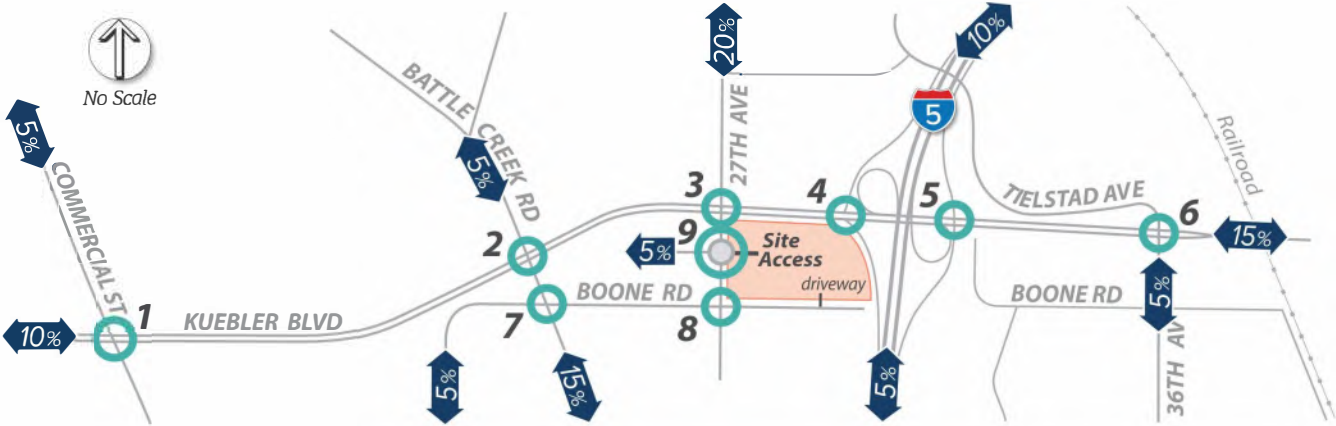 No Scale
5%
COMMERCIAL ST
1
10%
KUEBLER BLVD
BATTLE CREEK RD
5%
2
7
5%
15%
BOONE RD
20%
27TH AVE
3
9
5%
Site
Access
driveway
8
4
10%
5
5
5%
TIELSTAD AVE
6
15%
Railroad
BOONE RD
5%
36TH AV